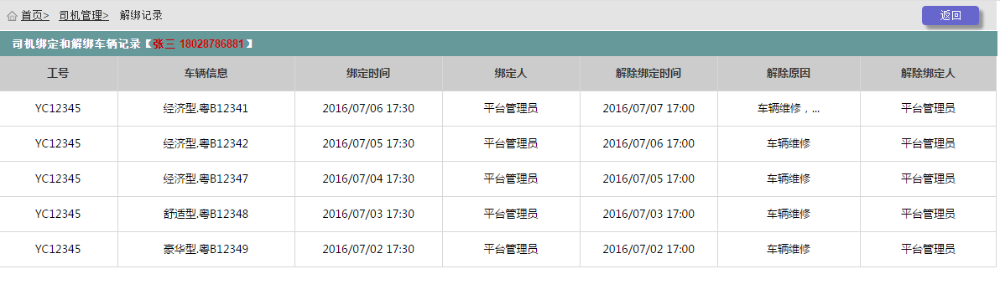 首页> 司机管理> 解绑记录 返回
司机绑定和解绑车辆记录【张三 18028786881】
工号 车辆信息 绑定时间 绑定人 解除绑定时间 解除原因 解除绑定人
YC12345 经济型.粤B12341 2016/07/06 17:30 平台管理员 2016/07/07 17:00 车辆维修，... 平台管理员
YC12345 经济型.粤B12342 2016/07/05 17:30 平台管理员 2016/07/06 17:00 车辆维修 平台管理员
YC12345 经济型.粤B12347 2016/07/04 17:30 平台管理员 2016/07/05 17:00 车辆维修 平台管理员
YC12345 舒适型.粤B12348 2016/07/03 17:30 平台管理员 2016/07/03 17:00 车辆维修 平台管理员
YC12345 豪华型.粤B12349 2016/07/02 17:30 平台管理员 2016/07/02 17:00 车辆维修 平台管理员